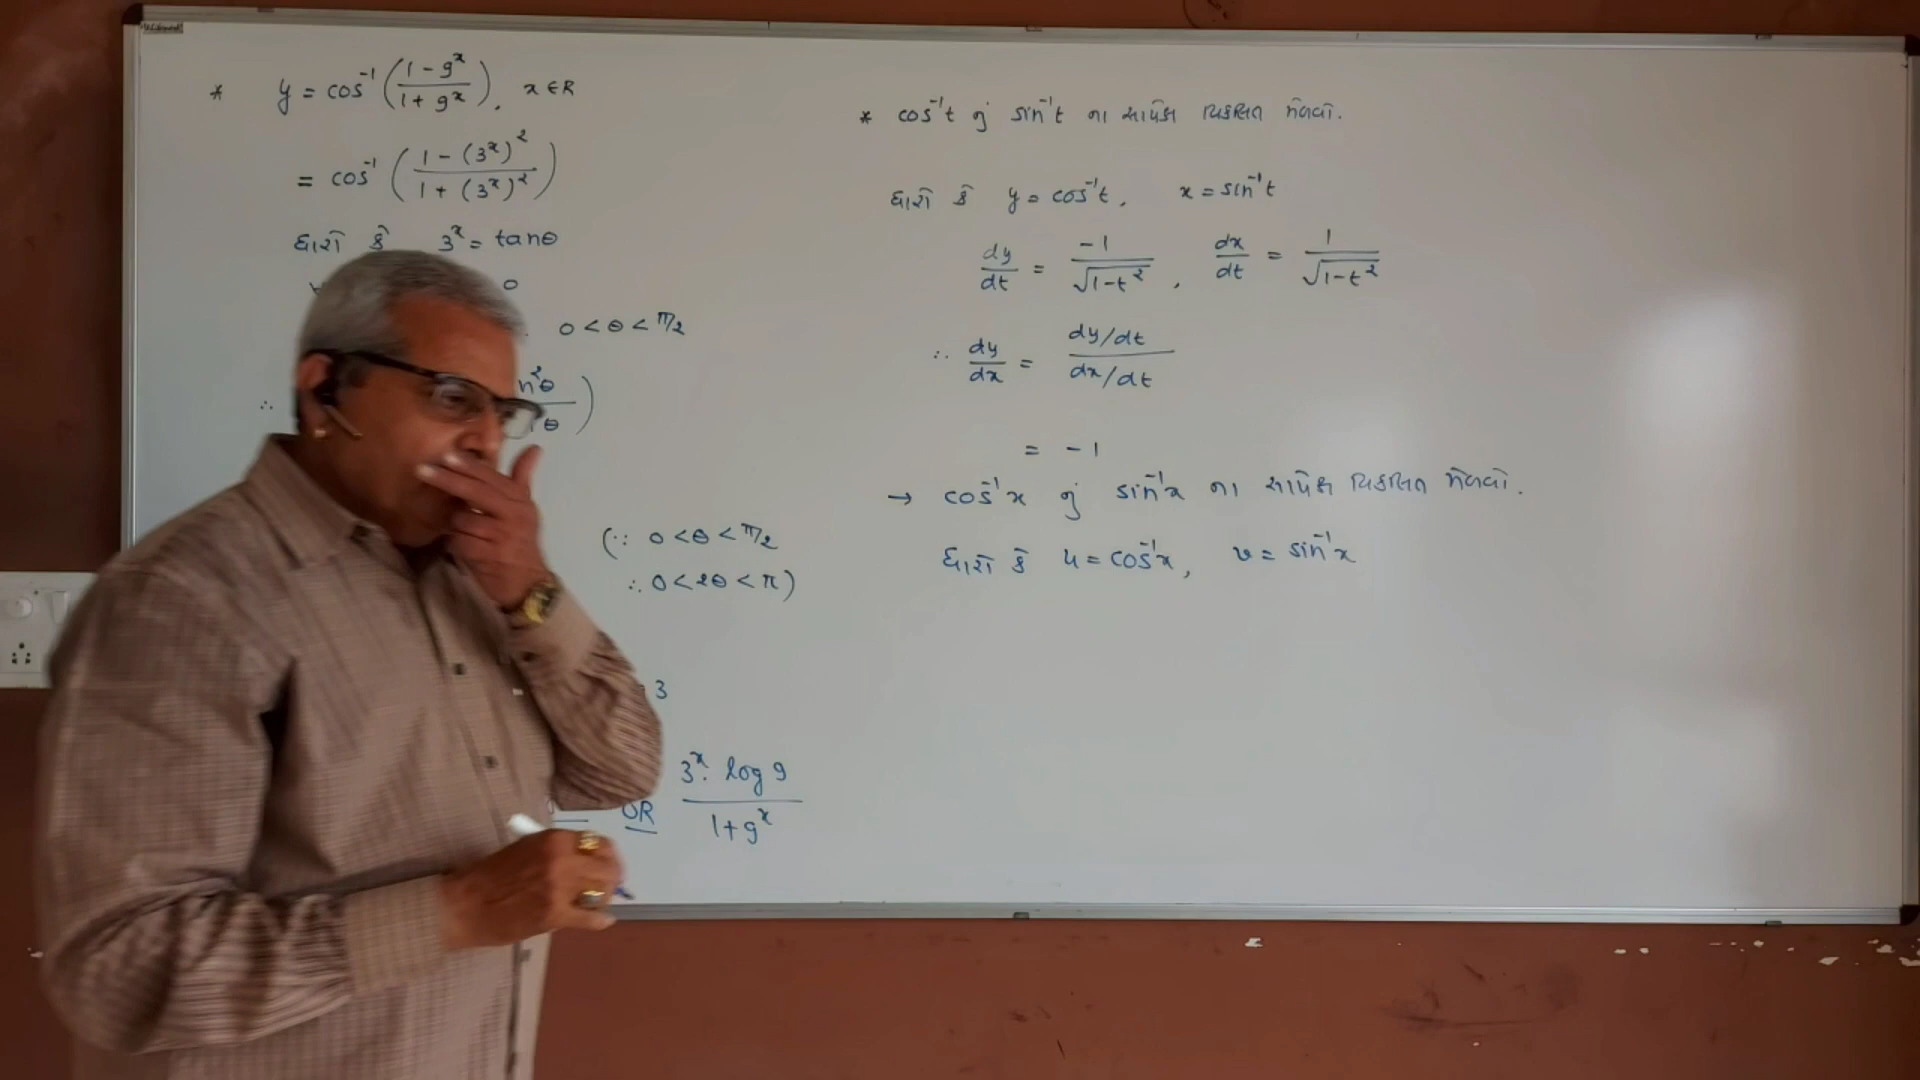 * y = cos⁻¹ ( (1 - 9ˣ) / (1 + 9ˣ) ), x ∈ R
= cos⁻¹ ( (1 - (3ˣ)²) / (1 + (3ˣ)²) )
ધારો કે 3ˣ = tanθ
0
0 < θ < π/2
∴
n²θ
θ )
(∵ 0 < θ < π/2
∴ 0 < 2θ < π)
3
OR (3ˣ. log 9) / (1 + 9ˣ)
* cos⁻¹t નું sin⁻¹t ના સાપેક્ષ વિકલિત મેળવો.
ધારો કે y = cos⁻¹t, x = sin⁻¹t
dy/dt = -1/√(1-t²), dx/dt = 1/√(1-t²)
∴ dy/dx = (dy/dt) / (dx/dt)
= -1
→ cos⁻¹x નું sin⁻¹x ના સાપેક્ષ વિકલિત મેળવો.
ધારો કે u = cos⁻¹x, v = sin⁻¹x